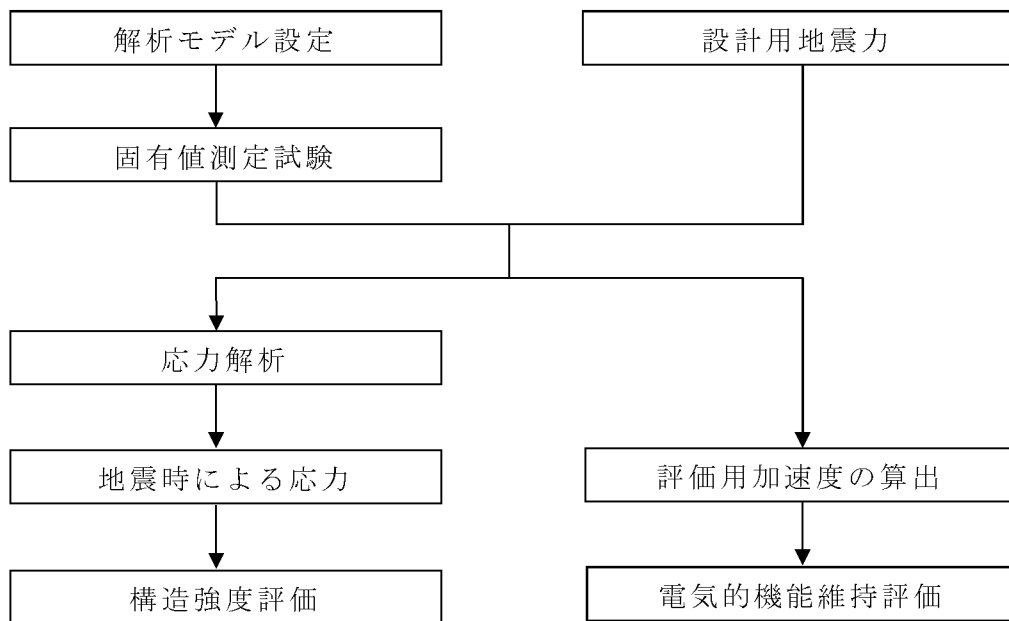 解析モデル設定
設計用地震力
固有値測定試験
応力解析
地震時による応力
評価用加速度の算出
構造強度評価
電気的機能維持評価